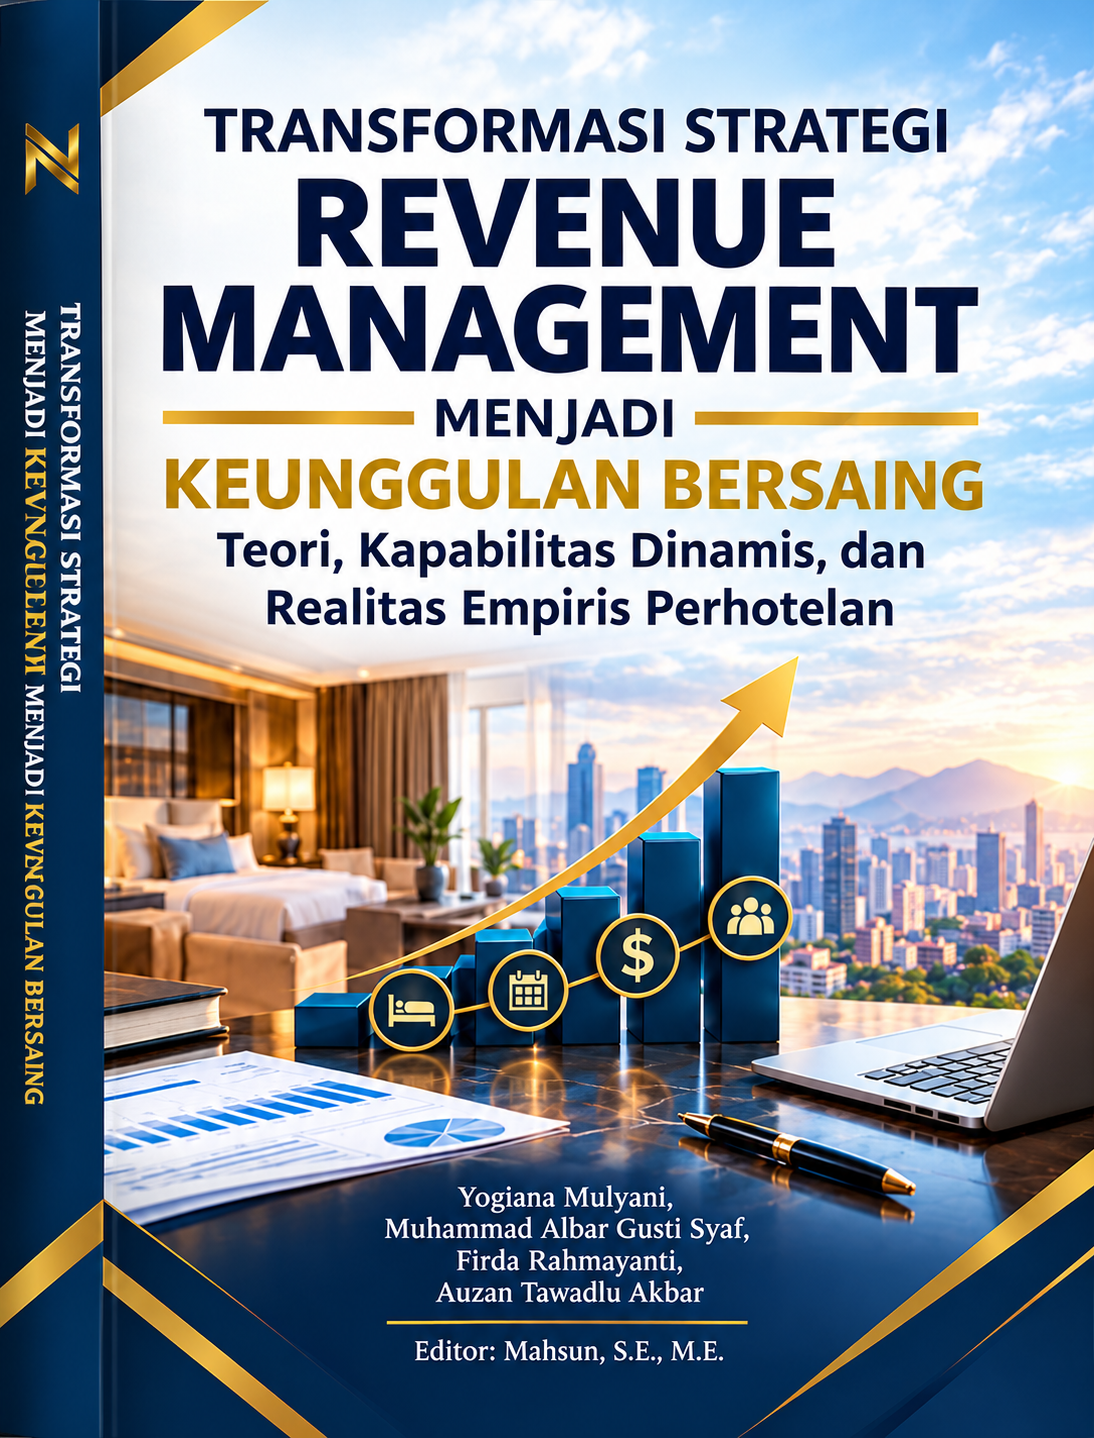 TRANSFORMASI STRATEGI
REVENUE
MANAGEMENT
MENJADI
KEUNGGULAN BERSAING
Teori, Kapabilitas Dinamis, dan
Realitas Empiris Perhotelan
Yogiana Mulyani,
Muhammad Albar Gusti Syaf,
Firda Rahmayanti,
Auzan Tawadlu Akbar
Editor: Mahsun, S.E., M.E.
TRANSFORMASI STRATEGI
MENJADI MENJADI KEVNGULAN BERSAING